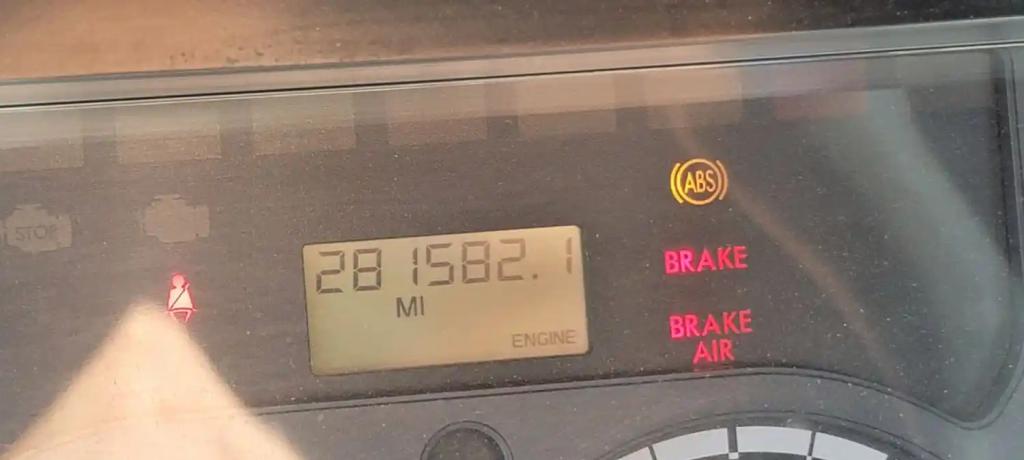 STOP
281582.1
MI
ENGINE
ABS
BRAKE
BRAKE
AIR